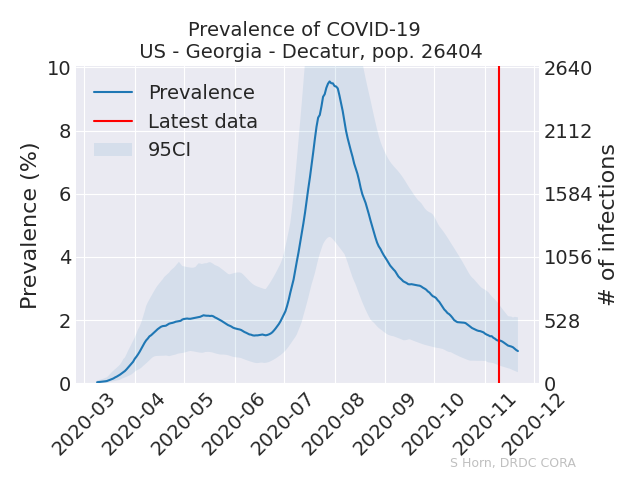 Prevalence of COVID-19
US - Georgia - Decatur, pop. 26404
Prevalence
Latest data
95CI
Prevalence (%)
10
8
6
4
2
0
2640
2112
1584
1056
528
0
# of infections
2020-03
2020-04
2020-05
2020-06
2020-07
2020-08
2020-09
2020-10
2020-11
2020-12
S Horn, DRDC CORA